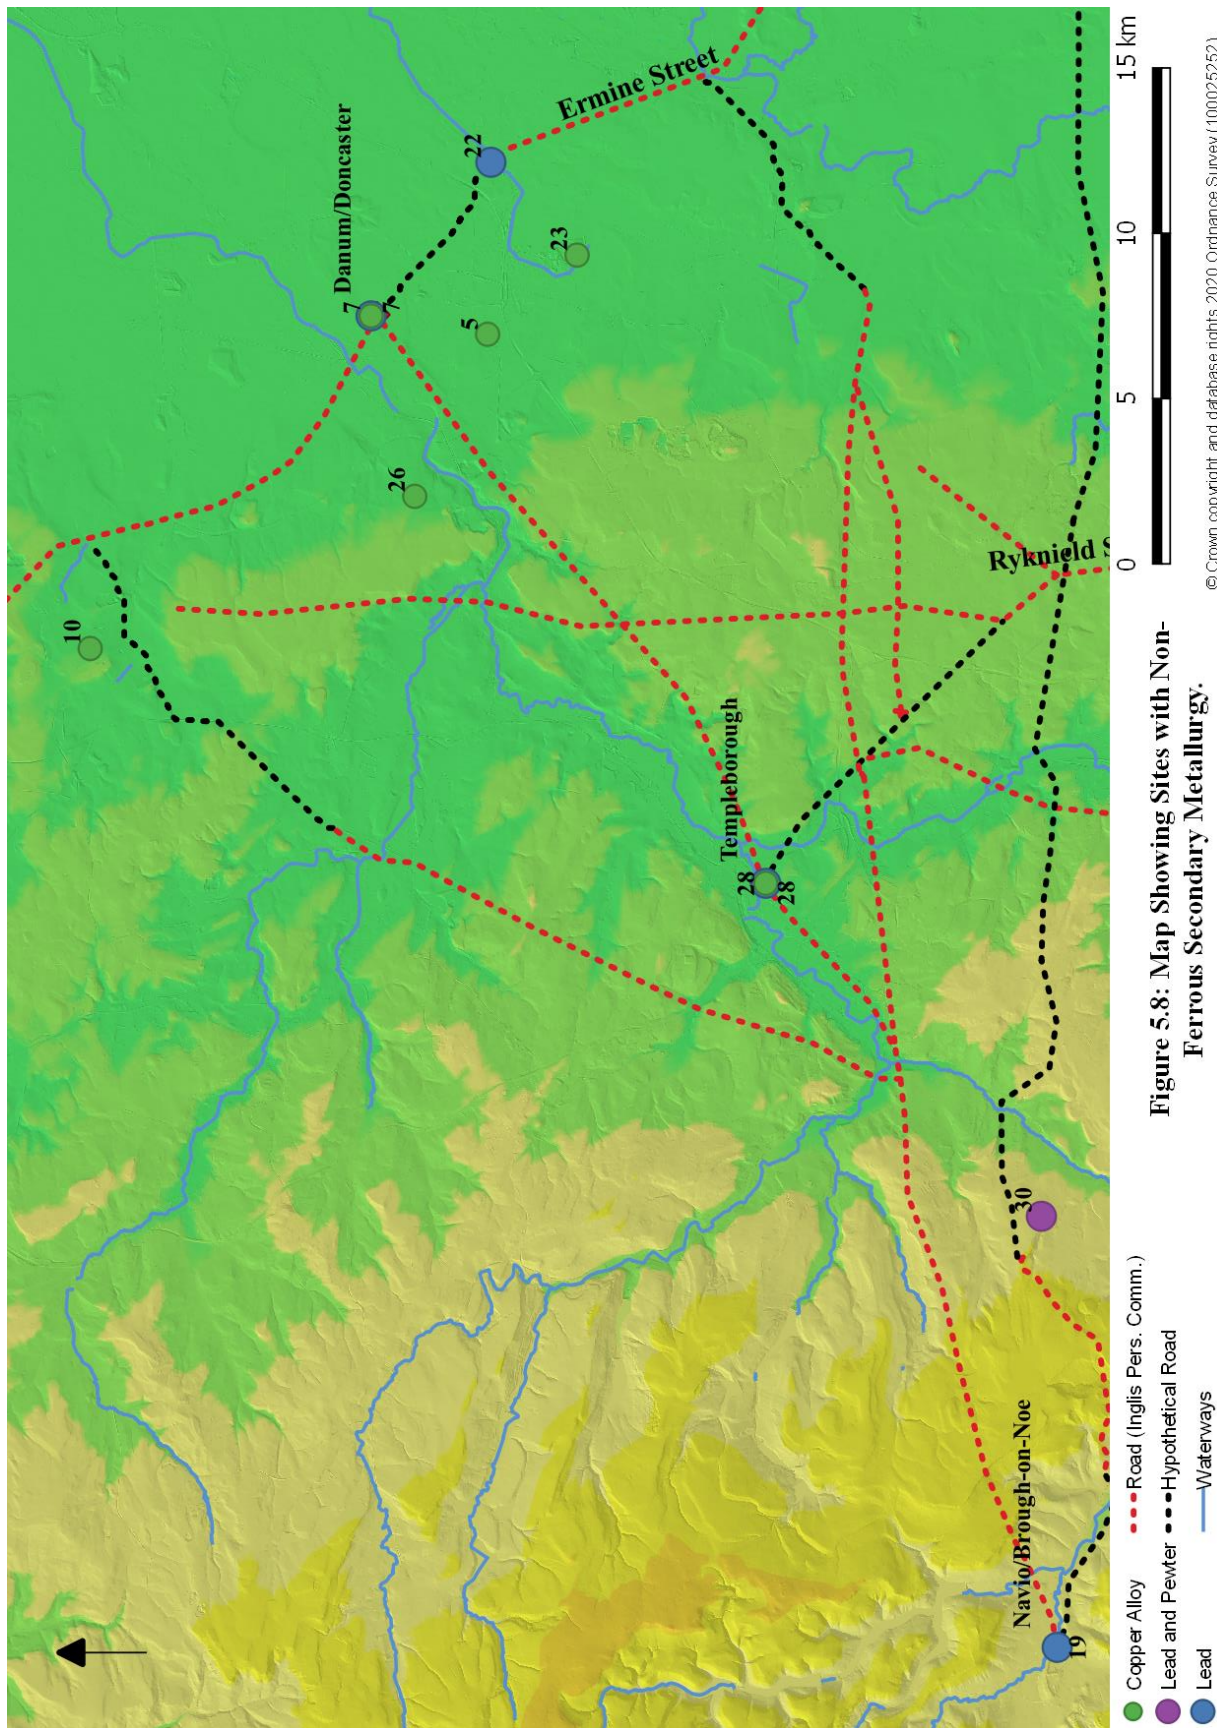 10
26
7
7
Danum/Doncaster
5
22
23
Ermine Street
Templeborough
28
28
Ryknield S
30
Navio/Brough-on-Noe
19
Copper Alloy
Lead and Pewter
Lead
Road (Inglis Pers. Comm.)
Hypothetical Road
Waterways
Figure 5.8: Map Showing Sites with Non-
Ferrous Secondary Metallurgy.
0 5 10 15 km
© Crown copyright and database rights 2020 Ordnance Survey (100025252)